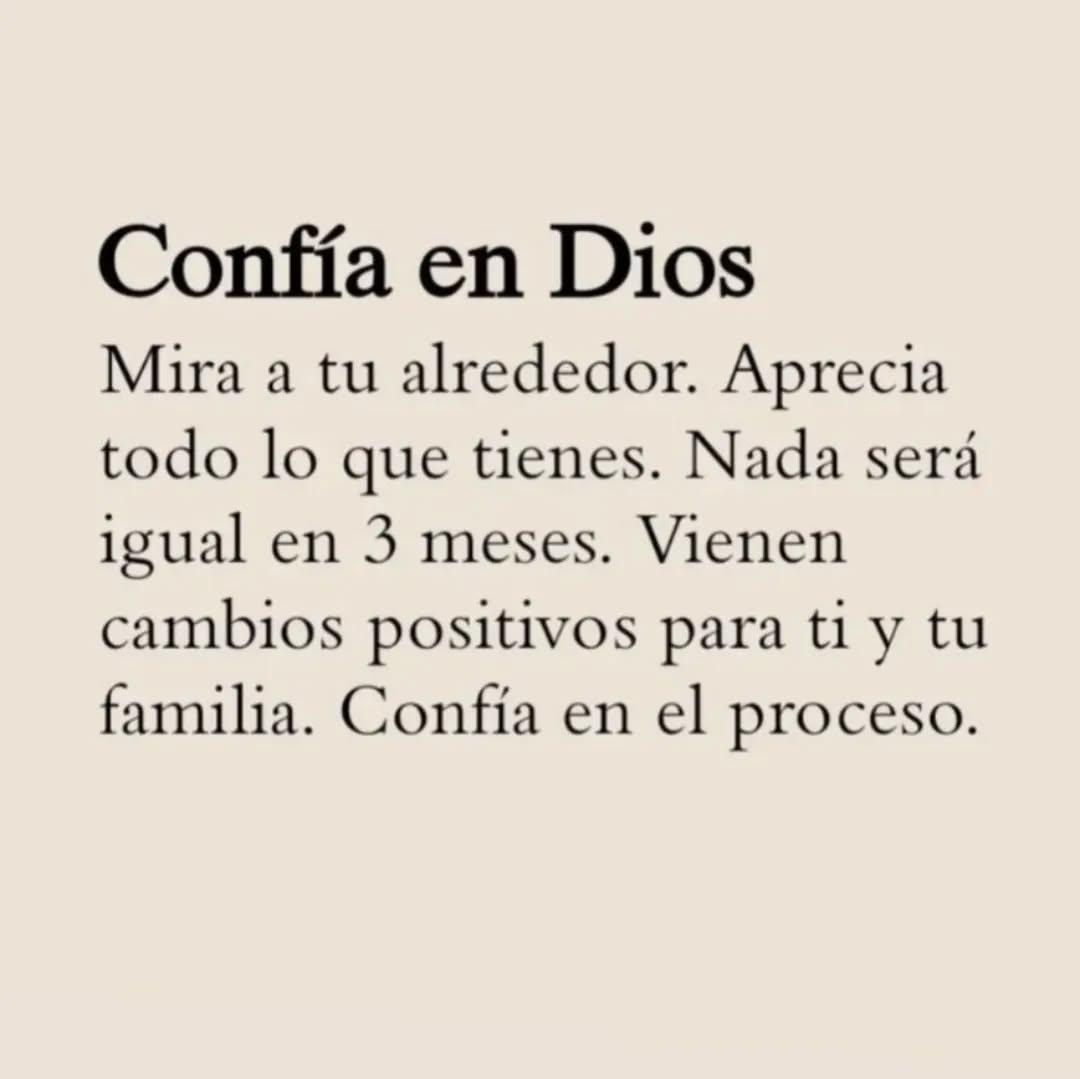 Confía en Dios
Mira a tu alrededor. Aprecia
todo lo que tienes. Nada será
igual en 3 meses. Vienen
cambios positivos para ti y tu
familia. Confía en el proceso.